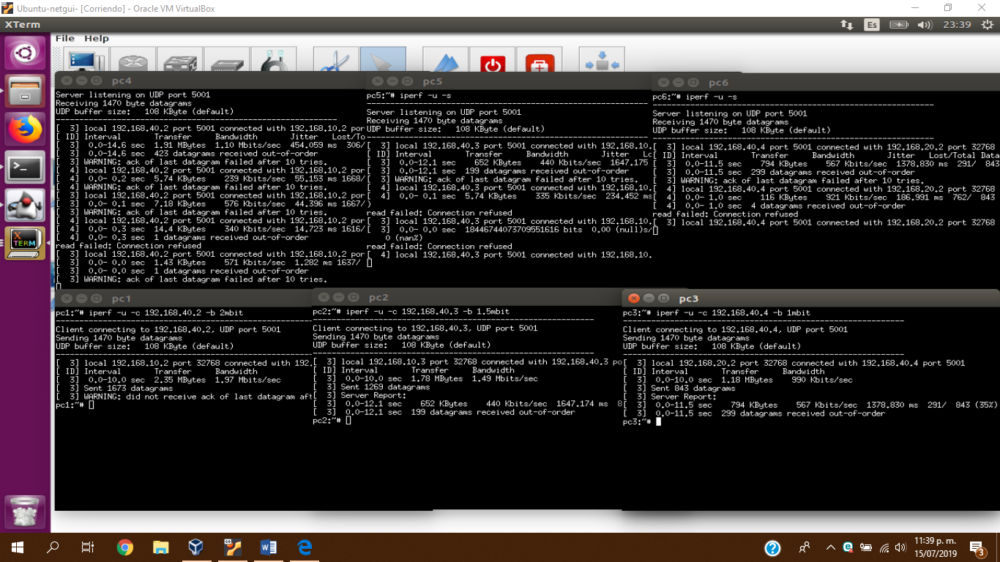 Ubuntu-netgui- [Corriendo] - Oracle VM VirtualBox
XTerm
Es
23:39
File Help
pc4
Server listening on UDP port 5001
Receiving 1470 byte datagrams
UDP buffer size: 108 KByte (default)
------------------------------------------------------------
[ 3] local 192.168.40.2 port 5001 connected with 192.168.10.2 por
[ ID] Interval Transfer Bandwidth Jitter Lost/To
[ 3] 0.0-14.6 sec 1.91 MBytes 1.10 Mbits/sec 454.059 ms 306/
[ 3] 0.0-14.6 sec 423 datagrams received out-of-order
[ 3] WARNING: ack of last datagram failed after 10 tries.
[ 4] local 192.168.40.2 port 5001 connected with 192.168.10.2 por
[ 4] 0.0- 0.2 sec 5.74 KBytes 239 Kbits/sec 55.153 ms 1668/
[ 4] WARNING: ack of last datagram failed after 10 tries.
[ 3] local 192.168.40.2 port 5001 connected with 192.168.10.2 por
[ 3] 0.0- 0.1 sec 7.18 KBytes 576 Kbits/sec 44.396 ms 1667/
[ 3] WARNING: ack of last datagram failed after 10 tries.
[ 4] local 192.168.40.2 port 5001 connected with 192.168.10.2 por
[ 4] 0.0- 0.3 sec 14.4 KBytes 340 Kbits/sec 14.723 ms 1616/
[ 4] 0.0- 0.3 sec 1 datagrams received out-of-order
read failed: Connection refused
[ 3] local 192.168.40.2 port 5001 connected with 192.168.10.2 por
[ 3] 0.0- 0.0 sec 1.43 KBytes 571 Kbits/sec 1.282 ms 1637/
[ 3] 0.0- 0.0 sec 1 datagrams received out-of-order
[ 3] WARNING: ack of last datagram failed after 10 tries.
pc5
pc5:~# iperf -u -s
------------------------------------------------------------
Server listening on UDP port 5001
Receiving 1470 byte datagrams
UDP buffer size: 108 KByte (default)
------------------------------------------------------------
[ 3] local 192.168.40.3 port 5001 connected with 192.168.10.
[ ID] Interval Transfer Bandwidth Jitter Lo
[ 3] 0.0-12.1 sec 652 KBytes 440 Kbits/sec 1647.175
[ 3] 0.0-12.1 sec 199 datagrams received out-of-order
[ 3] WARNING: ack of last datagram failed after 10 tries.
[ 4] local 192.168.40.3 port 5001 connected with 192.168.10.
[ 4] 0.0- 0.1 sec 5.74 KBytes 335 Kbits/sec 234.452 ms
)
read failed: Connection refused
[ 3] local 192.168.40.3 port 5001 connected with 192.168.10.
[ 3] 0.0- 0.0 sec 18446744073709551616 bits 0.00 (null)s/
0 (nan%)
read failed: Connection refused
[ 4] local 192.168.40.3 port 5001 connected with 192.168.10.
pc6
pc6:~# iperf -u -s
------------------------------------------------------------
Server listening on UDP port 5001
Receiving 1470 byte datagrams
UDP buffer size: 108 KByte (default)
------------------------------------------------------------
[ 3] local 192.168.40.4 port 5001 connected with 192.168.20.2 port 32768
[ ID] Interval Transfer Bandwidth Jitter Lost/Total Data
[ 3] 0.0-11.5 sec 794 KBytes 567 Kbits/sec 1378.830 ms 291/ 843
[ 3] 0.0-11.5 sec 299 datagrams received out-of-order
[ 3] WARNING: ack of last datagram failed after 10 tries.
[ 4] local 192.168.40.4 port 5001 connected with 192.168.20.2 port 32768
[ 4] 0.0- 1.0 sec 116 KBytes 921 Kbits/sec 186.991 ms 762/ 843
[ 4] 0.0- 1.0 sec 4 datagrams received out-of-order
read failed: Connection refused
[ 3] local 192.168.40.4 port 5001 connected with 192.168.20.2 port 32768
pc1
pc1:~# iperf -u -c 192.168.40.2 -b 2mbit
------------------------------------------------------------
Client connecting to 192.168.40.2, UDP port 5001
Sending 1470 byte datagrams
UDP buffer size: 108 KByte (default)
------------------------------------------------------------
[ 3] local 192.168.10.2 port 32768 connected with 192.
[ ID] Interval Transfer Bandwidth
[ 3] 0.0-10.0 sec 2.35 MBytes 1.97 Mbits/sec
[ 3] Sent 1673 datagrams
[ 3] WARNING: did not receive ack of last datagram aft
pc1:~#
pc2
pc2:~# iperf -u -c 192.168.40.3 -b 1.5mbit
------------------------------------------------------------
Client connecting to 192.168.40.3, UDP port 5001
Sending 1470 byte datagrams
UDP buffer size: 108 KByte (default)
------------------------------------------------------------
[ 3] local 192.168.10.3 port 32768 connected with 192.168.40.3 po
[ ID] Interval Transfer Bandwidth
[ 3] 0.0-10.0 sec 1.78 MBytes 1.49 Mbits/sec
[ 3] Sent 1269 datagrams
[ 3] Server Report:
[ 3] 0.0-12.1 sec 652 KBytes 440 Kbits/sec 1647.174 ms 8
[ 3] 0.0-12.1 sec 199 datagrams received out-of-order
pc2:~#
pc3
pc3:~# iperf -u -c 192.168.40.4 -b 1mbit
------------------------------------------------------------
Client connecting to 192.168.40.4, UDP port 5001
Sending 1470 byte datagrams
UDP buffer size: 108 KByte (default)
------------------------------------------------------------
[ 3] local 192.168.20.2 port 32768 connected with 192.168.40.4 port 5001
[ ID] Interval Transfer Bandwidth
[ 3] 0.0-10.0 sec 1.18 MBytes 990 Kbits/sec
[ 3] Sent 843 datagrams
[ 3] Server Report:
[ 3] 0.0-11.5 sec 794 KBytes 567 Kbits/sec 1378.830 ms 291/ 843 (35%)
[ 3] 0.0-11.5 sec 299 datagrams received out-of-order
pc3:~#
X
TERM
11:39 p. m.
15/07/2019
3